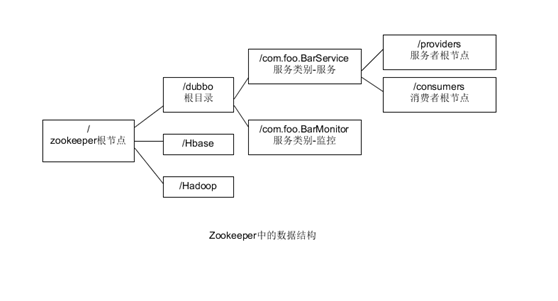 /
zookeeper根节点
/dubbo
根目录
/Hbase
/Hadoop
/com.foo.BarService
服务类别-服务
/com.foo.BarMonitor
服务类别-监控
/providers
服务者根节点
/consumers
消费者根节点
Zookeeper中的数据结构